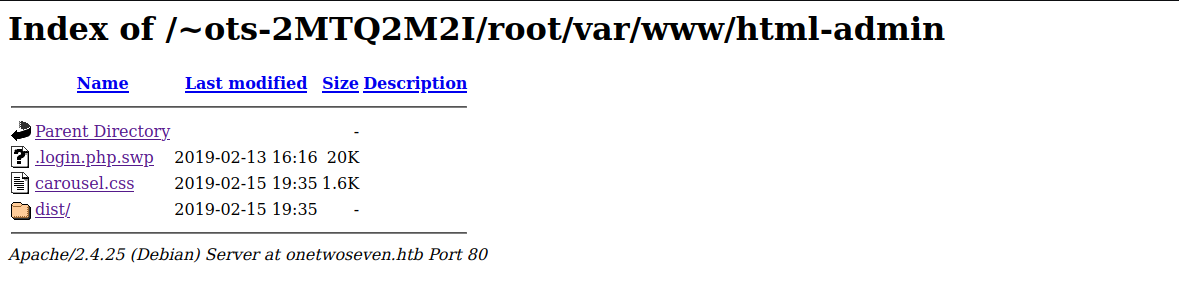 Index of /~ots-2MTQ2M2I/root/var/www/html-admin
Name Last modified Size Description
Parent Directory -
.login.php.swp 2019-02-13 16:16 20K
carousel.css 2019-02-15 19:35 1.6K
dist/ 2019-02-15 19:35 -
Apache/2.4.25 (Debian) Server at onetwoseven.htb Port 80